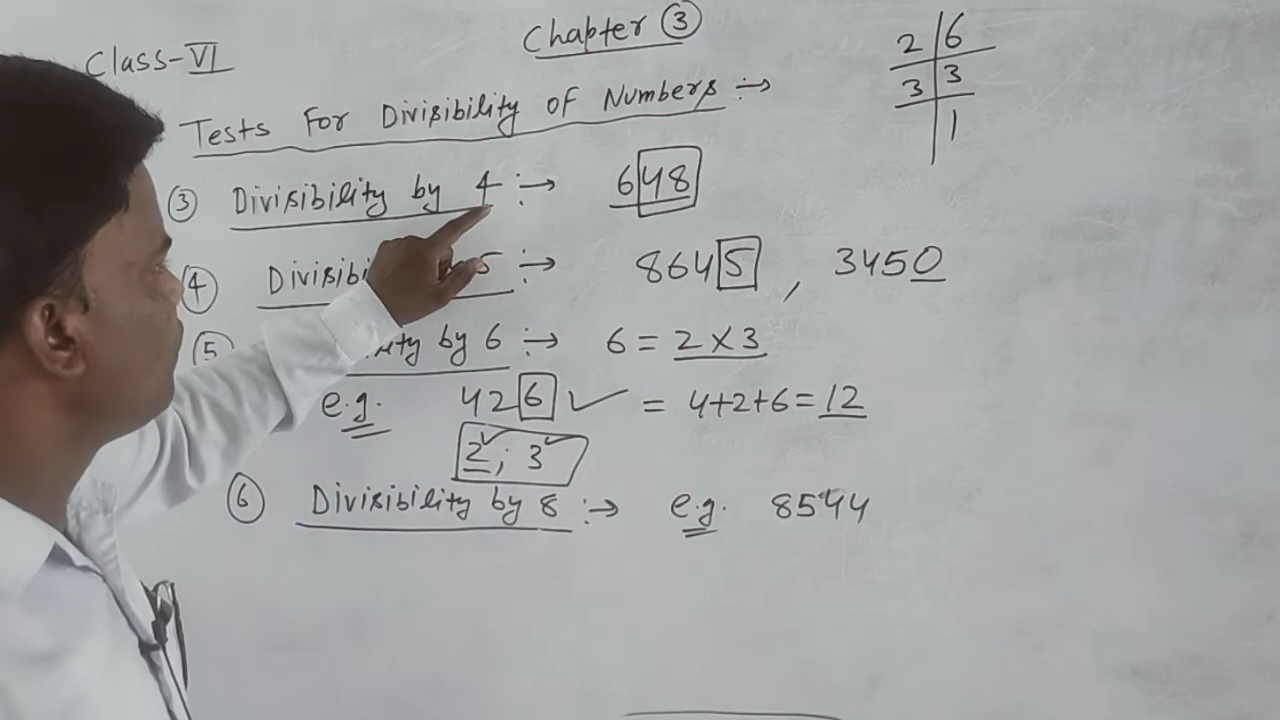 Chapter ③
Class-VI
2 | 6
3 | 3
1
Tests For Divisibility of Numbers :→
③ Divisibility by 4 :→ 648
④ Divisibi 5 :→ 8645 , 3450
⑤ ity by 6 :→ 6 = 2 × 3
e.g. 426 ✓ = 4+2+6 = 12
2✓, 3✓
⑥ Divisibility by 8 :→ e.g. 8544